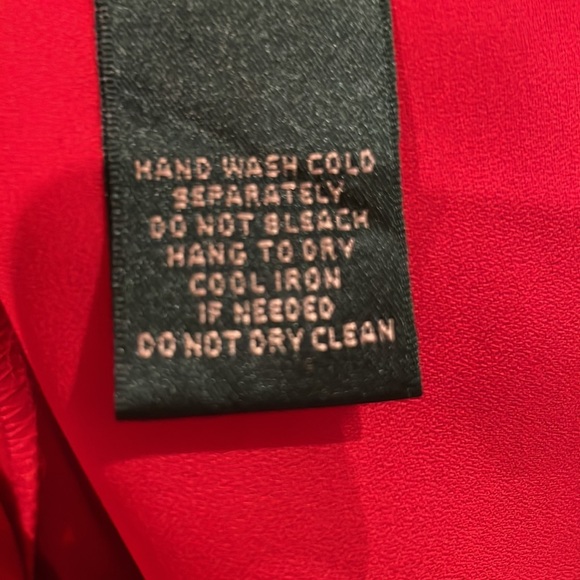 HAND WASH COLD
SEPARATELY
DO NOT BLEACH
HANG TO DRY
COOL IRON
IF NEEDED
DO NOT DRY CLEAN